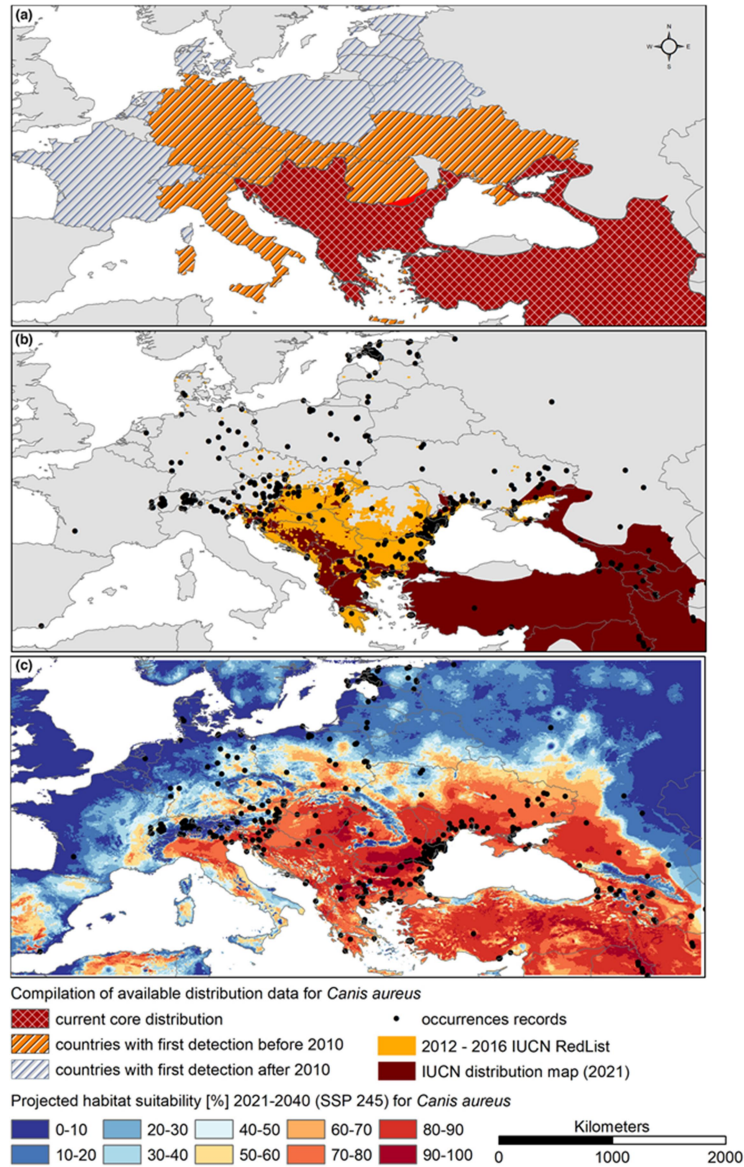 (a)
N
W E
S
(b)
(c)
Compilation of available distribution data for Canis aureus
current core distribution
occurrences records
countries with first detection before 2010
2012 - 2016 IUCN RedList
countries with first detection after 2010
IUCN distribution map (2021)
Projected habitat suitability [%] 2021-2040 (SSP 245) for Canis aureus
0-10 20-30 40-50 60-70 80-90
10-20 30-40 50-60 70-80 90-100
Kilometers
0 1000 2000